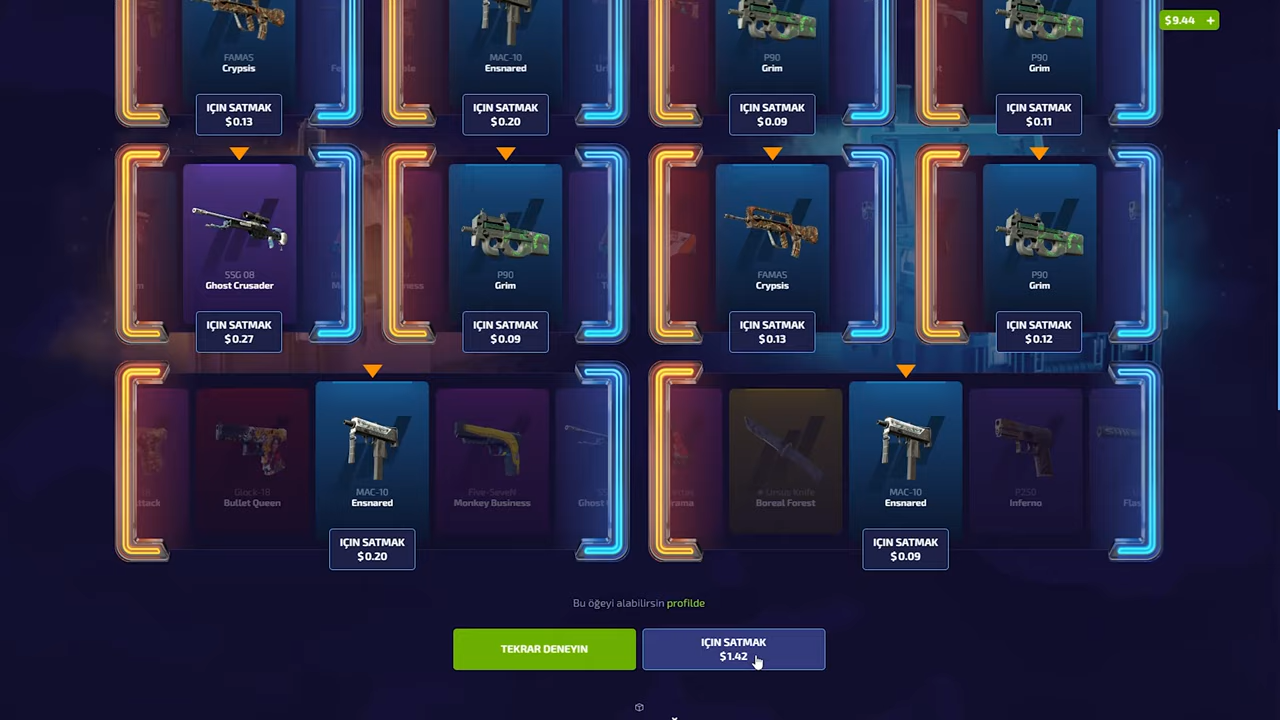 $9.44 +
FAMAS
Crypsis
IÇIN SATMAK
$0.13
MAC-10
Ensnared
IÇIN SATMAK
$0.20
P90
Grim
IÇIN SATMAK
$0.09
P90
Grim
IÇIN SATMAK
$0.11
SSG 08
Ghost Crusader
IÇIN SATMAK
$0.27
P90
Grim
IÇIN SATMAK
$0.09
FAMAS
Crypsis
IÇIN SATMAK
$0.13
P90
Grim
IÇIN SATMAK
$0.12
Glock-18
Bullet Queen
MAC-10
Ensnared
IÇIN SATMAK
$0.20
Five-SeveN
Monkey Business
Ghost
★ Ursus Knife
Boreal Forest
MAC-10
Ensnared
IÇIN SATMAK
$0.09
P250
Inferno
Bu öğeyi alabilirsin profilde
TEKRAR DENEYIN
IÇIN SATMAK
$1.42